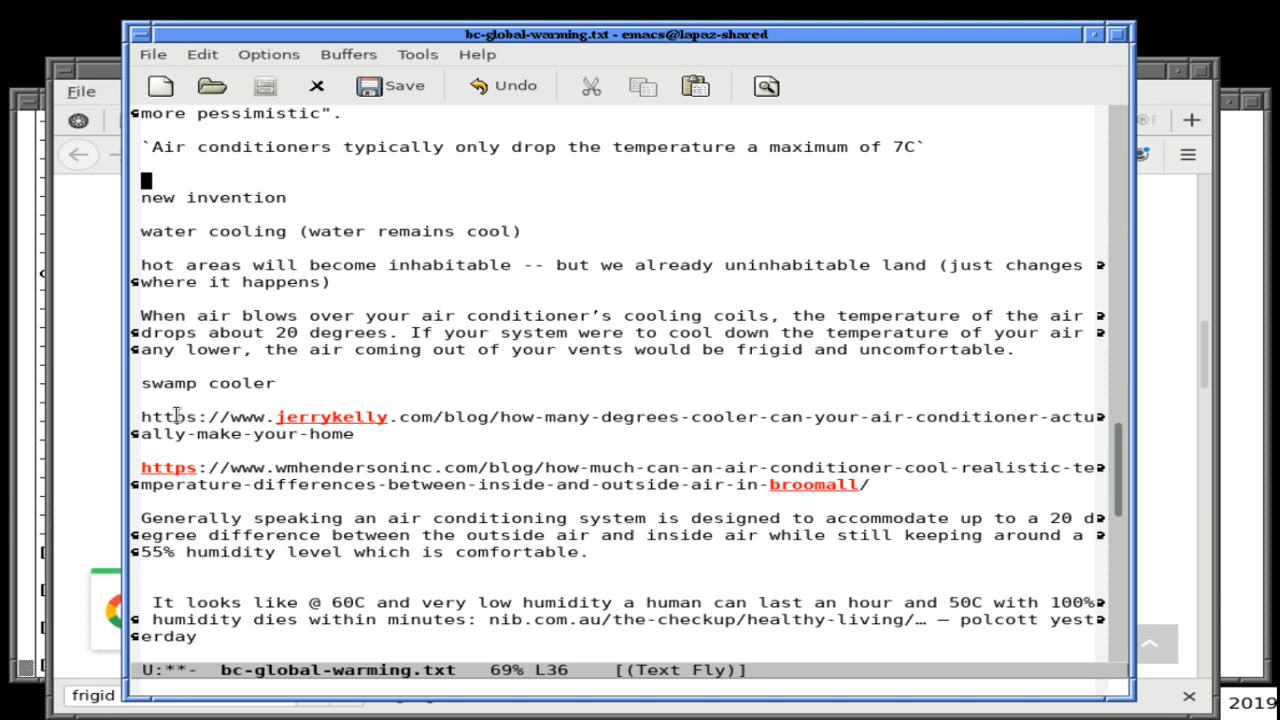 bc-global-warming.txt - emacs@lapaz-shared
File Edit Options Buffers Tools Help
Save Undo
File
more pessimistic".
`Air conditioners typically only drop the temperature a maximum of 7C`
new invention
water cooling (water remains cool)
hot areas will become inhabitable -- but we already uninhabitable land (just changes
where it happens)
When air blows over your air conditioner’s cooling coils, the temperature of the air
drops about 20 degrees. If your system were to cool down the temperature of your air
any lower, the air coming out of your vents would be frigid and uncomfortable.
swamp cooler
https://www.jerrykelly.com/blog/how-many-degrees-cooler-can-your-air-conditioner-actu
ally-make-your-home
https://www.wmhendersoninc.com/blog/how-much-can-an-air-conditioner-cool-realistic-te
mperature-differences-between-inside-and-outside-air-in-broomall/
Generally speaking an air conditioning system is designed to accommodate up to a 20 d
egree difference between the outside air and inside air while still keeping around a
55% humidity level which is comfortable.
It looks like @ 60C and very low humidity a human can last an hour and 50C with 100%
humidity dies within minutes: nib.com.au/the-checkup/healthy-living/… – polcott yest
erday
U:**- bc-global-warming.txt 69% L36 [(Text Fly)]
frigid
2019